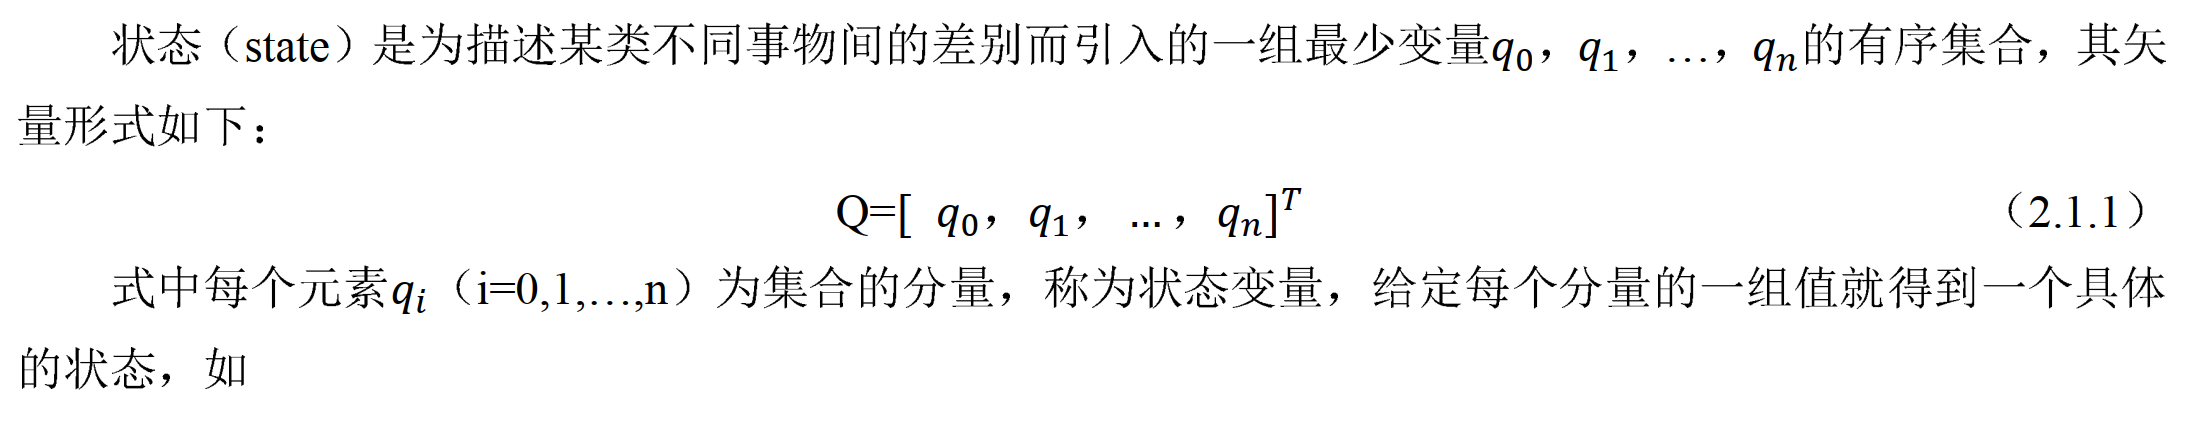 状态（state）是为描述某类不同事物间的差别而引入的一组最少变量q₀，q₁，…，qₙ的有序集合，其矢
量形式如下：
Q=[ q₀，q₁， …，qₙ]ᵀ （2.1.1）
式中每个元素qᵢ（i=0,1,…,n）为集合的分量，称为状态变量，给定每个分量的一组值就得到一个具体
的状态，如